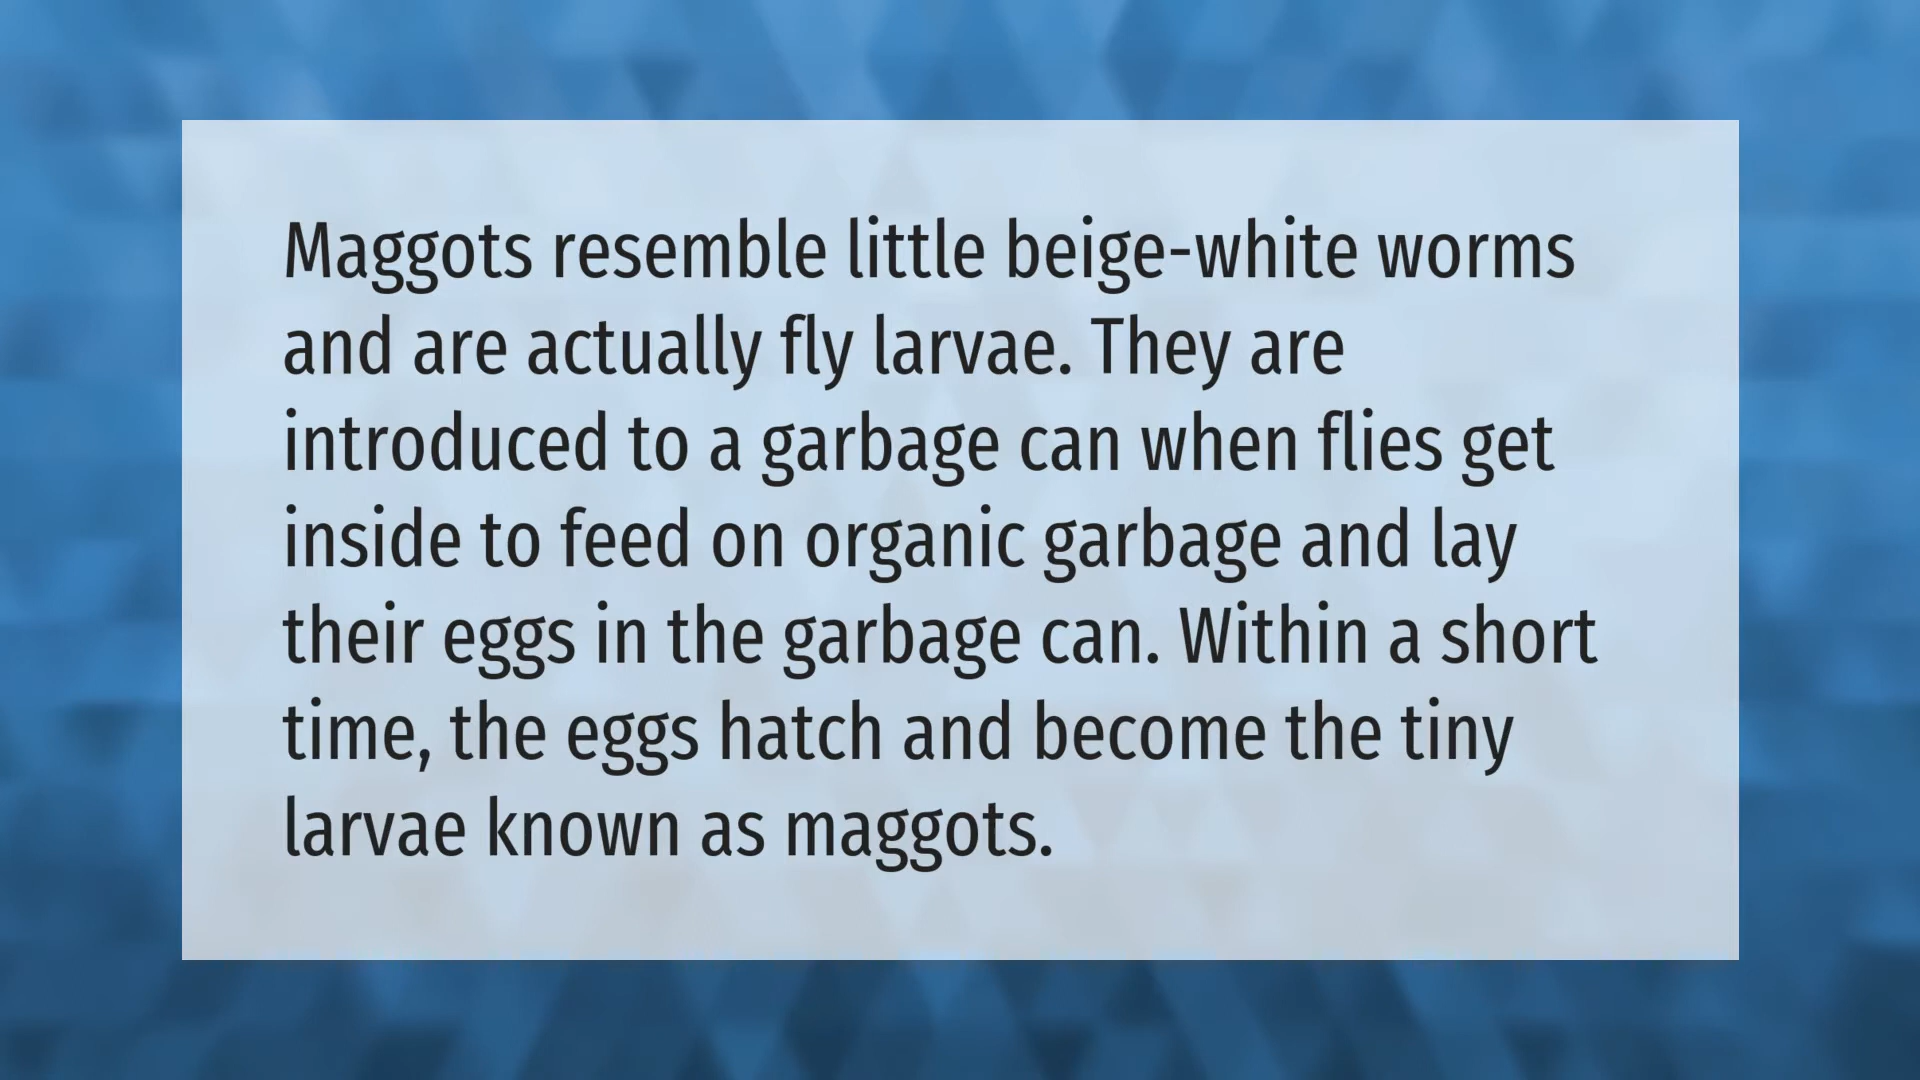 Maggots resemble little beige-white worms
and are actually fly larvae. They are
introduced to a garbage can when flies get
inside to feed on organic garbage and lay
their eggs in the garbage can. Within a short
time, the eggs hatch and become the tiny
larvae known as maggots.